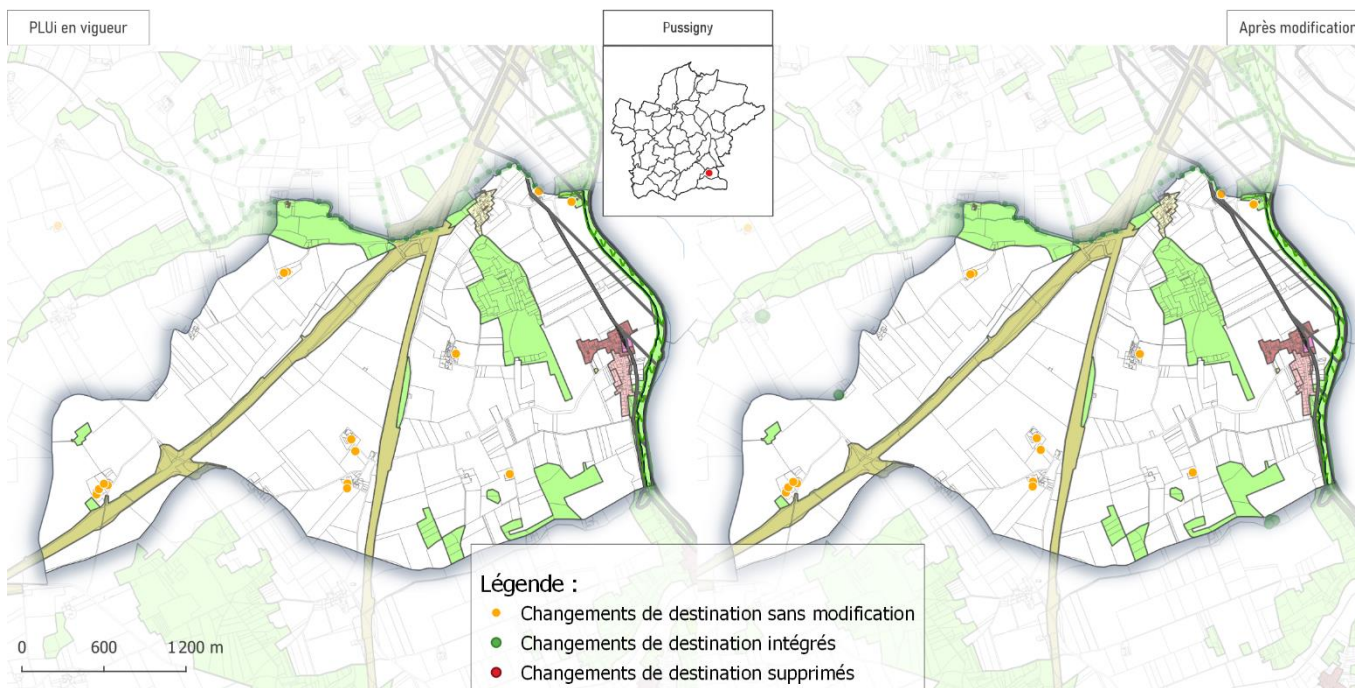 PLUi en vigueur
Pussigny
Après modification
Légende :
Changements de destination sans modification
Changements de destination intégrés
Changements de destination supprimés
0 600 1200 m